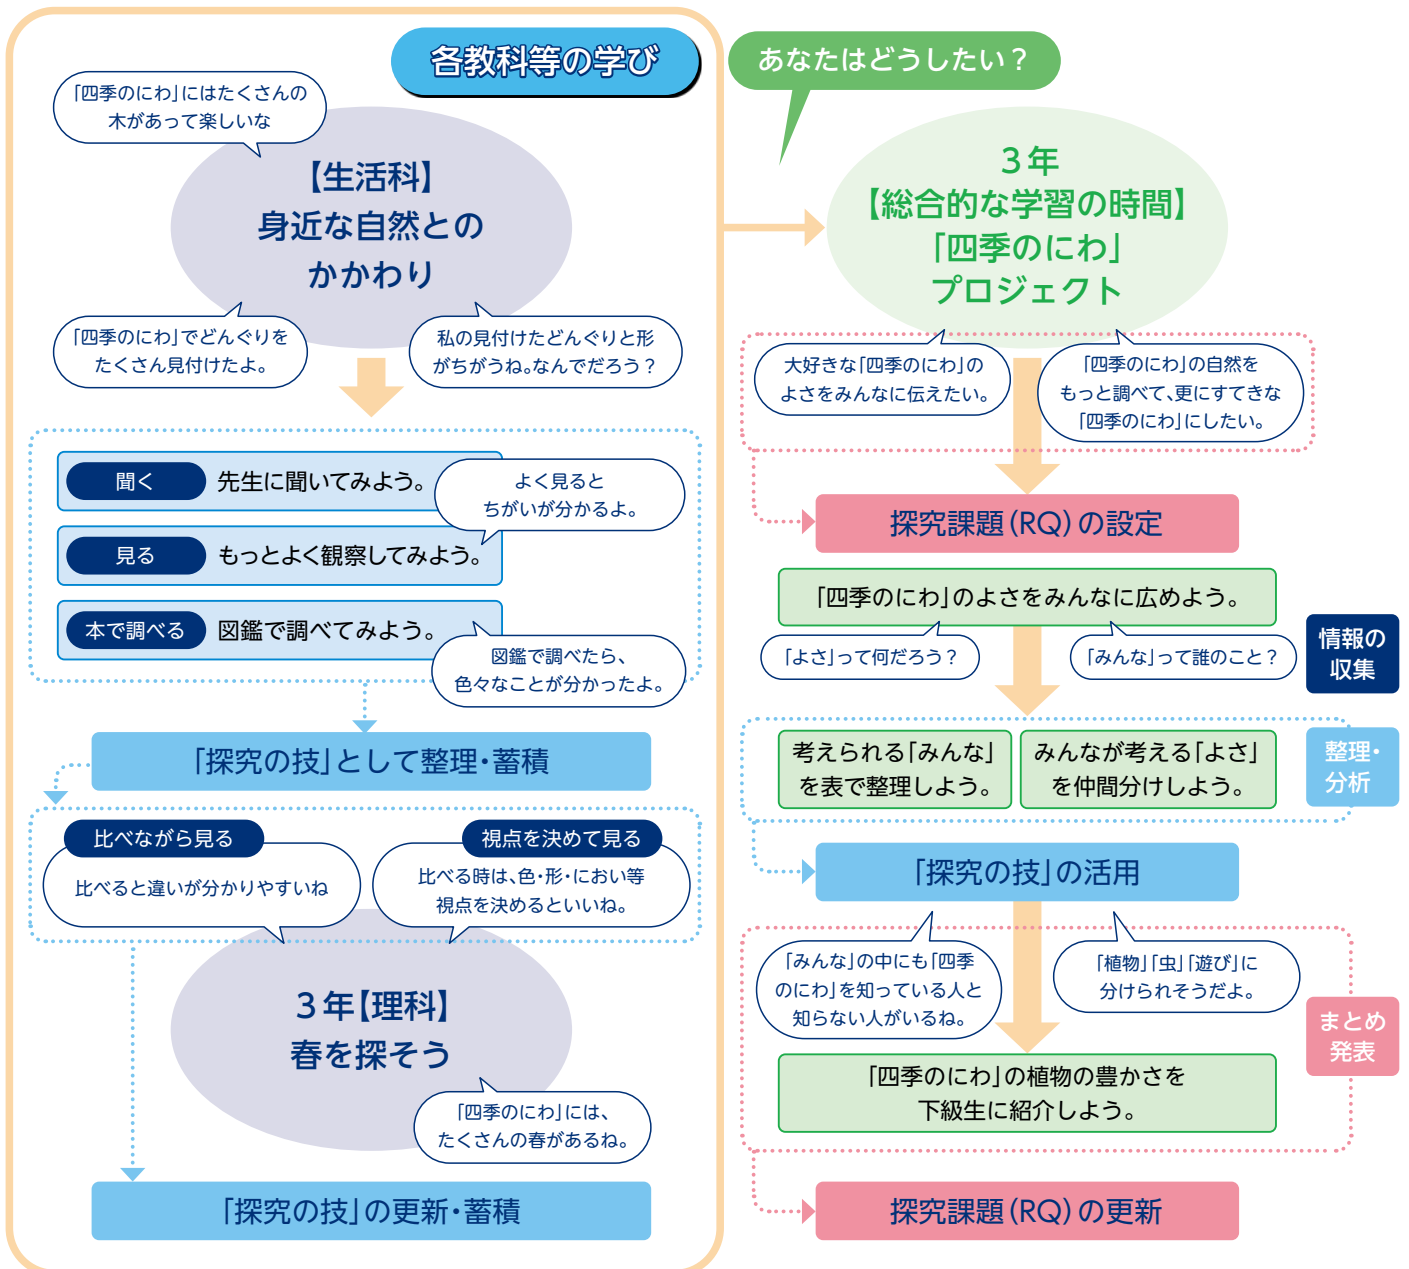 各教科等の学び
「四季のにわ」にはたくさんの
木があって楽しいな
【生活科】
身近な自然との
かかわり
「四季のにわ」でどんぐりを
たくさん見付けたよ。
私の見付けたどんぐりと形
がちがうね。なんでだろう？
聞く
先生に聞いてみよう。
よく見ると
ちがいが分かるよ。
見る
もっとよく観察してみよう。
本で調べる
図鑑で調べてみよう。
図鑑で調べたら、
色々なことが分かったよ。
「探究の技」として整理・蓄積
比べながら見る
比べると違いが分かりやすいね
視点を決めて見る
比べる時は、色・形・におい等
視点を決めるといいね。
３年【理科】
春を探そう
「四季のにわ」には、
たくさんの春があるね。
「探究の技」の更新・蓄積
あなたはどうしたい？
３年
【総合的な学習の時間】
「四季のにわ」
プロジェクト
大好きな「四季のにわ」の
よさをみんなに伝えたい。
「四季のにわ」の自然を
もっと調べて、更にすてきな
「四季のにわ」にしたい。
探究課題（RQ）の設定
「四季のにわ」のよさをみんなに広めよう。
「よさ」って何だろう？
「みんな」って誰のこと？
情報の
収集
考えられる「みんな」
を表で整理しよう。
みんなが考える「よさ」
を仲間分けしよう。
整理・
分析
「探究の技」の活用
「みんな」の中にも「四季
のにわ」を知っている人と
知らない人がいるね。
「植物」「虫」「遊び」に
分けられそうだよ。
まとめ
発表
「四季のにわ」の植物の豊かさを
下級生に紹介しよう。
探究課題（RQ）の更新